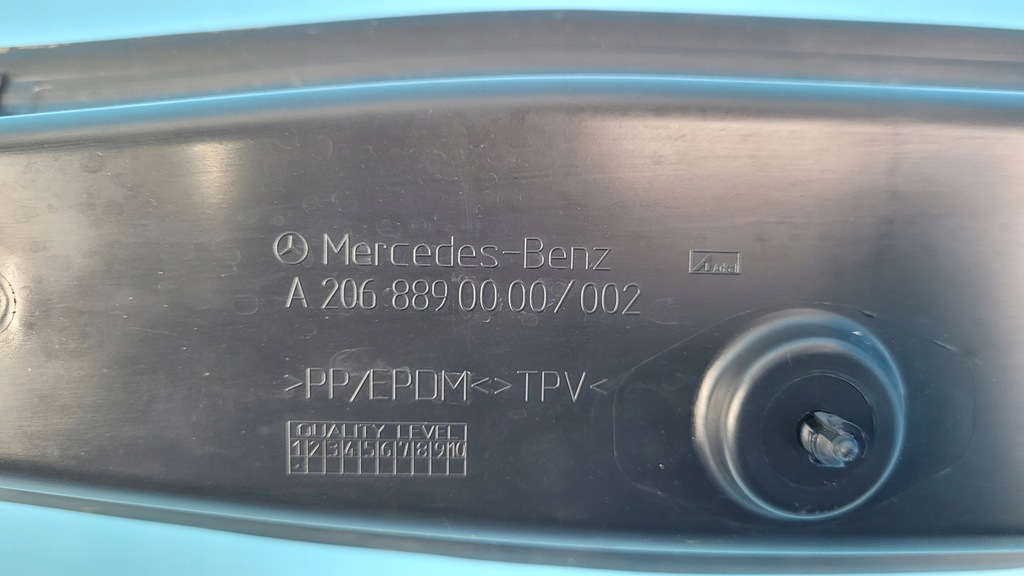 Mercedes-Benz
A 206 889 00 00/002
>PP/EPDM<>TPV<
QUALITY LEVEL
1 2 3 4 5 6 7 8 9 10